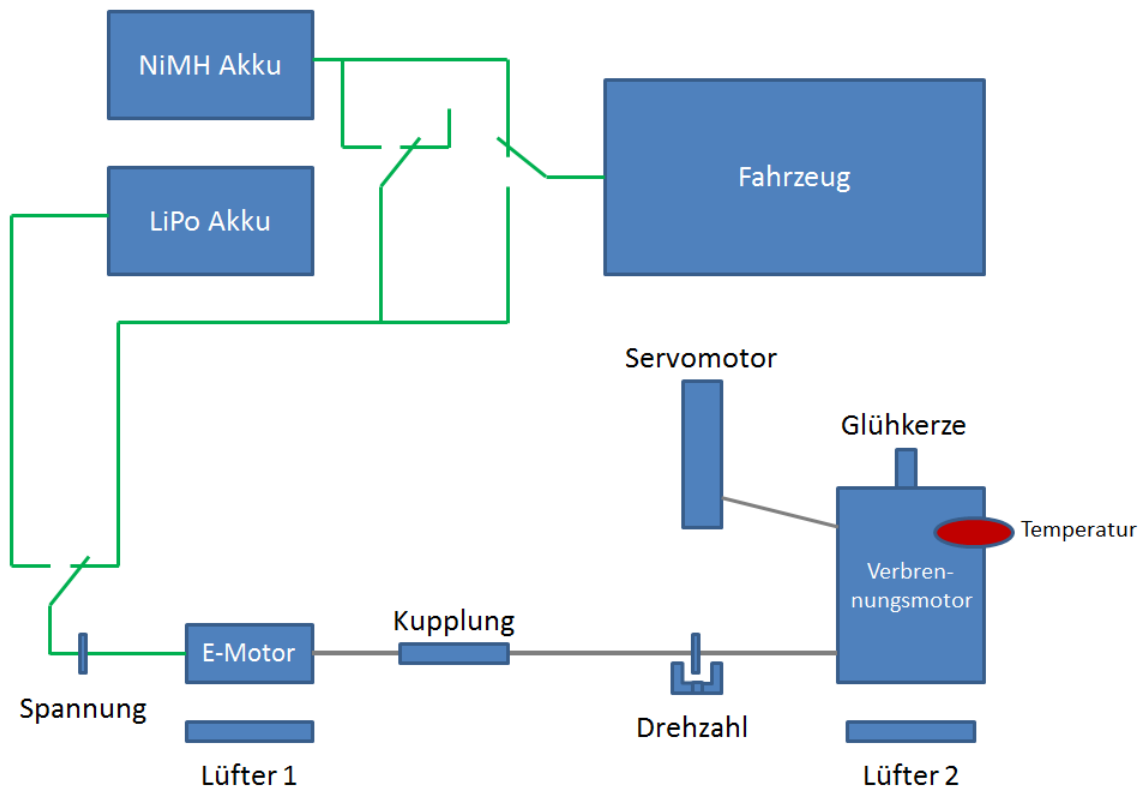 NiMH Akku
LiPo Akku
Fahrzeug
Servomotor
Glühkerze
Temperatur
Verbren-
nungsmotor
Kupplung
E-Motor
Spannung
Drehzahl
Lüfter 1
Lüfter 2